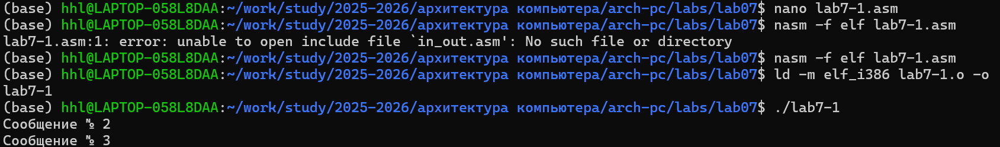 (base) hhl@LAPTOP-058L8DAA:~/work/study/2025-2026/архитектура компьютера/arch-pc/labs/lab07$ nano lab7-1.asm
(base) hhl@LAPTOP-058L8DAA:~/work/study/2025-2026/архитектура компьютера/arch-pc/labs/lab07$ nasm -f elf lab7-1.asm
lab7-1.asm:1: error: unable to open include file `in_out.asm': No such file or directory
(base) hhl@LAPTOP-058L8DAA:~/work/study/2025-2026/архитектура компьютера/arch-pc/labs/lab07$ nasm -f elf lab7-1.asm
(base) hhl@LAPTOP-058L8DAA:~/work/study/2025-2026/архитектура компьютера/arch-pc/labs/lab07$ ld -m elf_i386 lab7-1.o -o
lab7-1
(base) hhl@LAPTOP-058L8DAA:~/work/study/2025-2026/архитектура компьютера/arch-pc/labs/lab07$ ./lab7-1
Сообщение № 2
Сообщение № 3